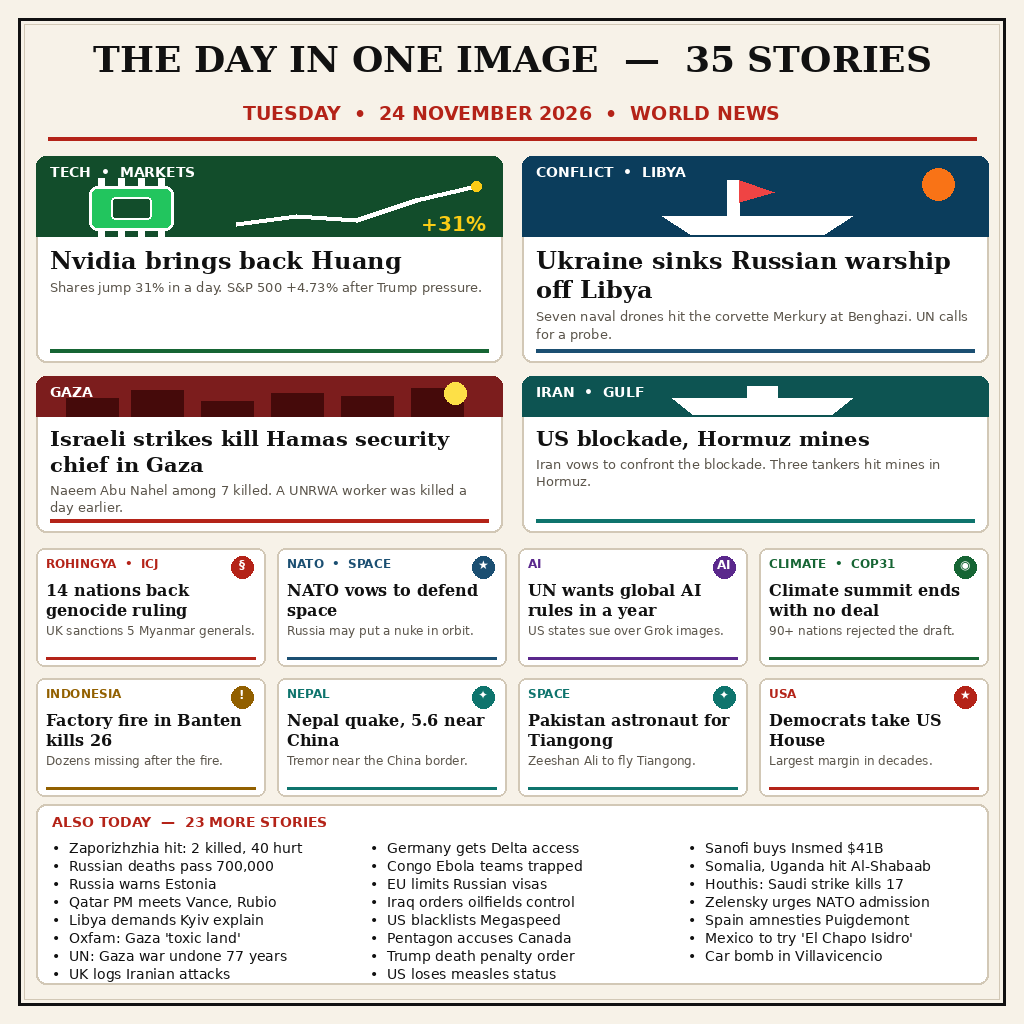 THE DAY IN ONE IMAGE — 35 STORIES
TUESDAY • 24 NOVEMBER 2026 • WORLD NEWS
TECH • MARKETS
+31%
Nvidia brings back Huang
Shares jump 31% in a day. S&P 500 +4.73% after Trump pressure.
CONFLICT • LIBYA
Ukraine sinks Russian warship
off Libya
Seven naval drones hit the corvette Merkury at Benghazi. UN calls
for a probe.
GAZA
Israeli strikes kill Hamas security
chief in Gaza
Naeem Abu Nahel among 7 killed. A UNRWA worker was killed a
day earlier.
IRAN • GULF
US blockade, Hormuz mines
Iran vows to confront the blockade. Three tankers hit mines in
Hormuz.
ROHINGYA • ICJ
§
14 nations back
genocide ruling
UK sanctions 5 Myanmar generals.
NATO • SPACE
★
NATO vows to defend
space
Russia may put a nuke in orbit.
AI
AI
UN wants global AI
rules in a year
US states sue over Grok images.
CLIMATE • COP31
◉
Climate summit ends
with no deal
90+ nations rejected the draft.
INDONESIA
!
Factory fire in Banten
kills 26
Dozens missing after the fire.
NEPAL
✦
Nepal quake, 5.6 near
China
Tremor near the China border.
SPACE
✦
Pakistan astronaut for
Tiangong
Zeeshan Ali to fly Tiangong.
USA
★
Democrats take US
House
Largest margin in decades.
ALSO TODAY — 23 MORE STORIES
• Zaporizhzhia hit: 2 killed, 40 hurt
• Russian deaths pass 700,000
• Russia warns Estonia
• Qatar PM meets Vance, Rubio
• Libya demands Kyiv explain
• Oxfam: Gaza 'toxic land'
• UN: Gaza war undone 77 years
• UK logs Iranian attacks
• Germany gets Delta access
• Congo Ebola teams trapped
• EU limits Russian visas
• Iraq orders oilfields control
• US blacklists Megaspeed
• Pentagon accuses Canada
• Trump death penalty order
• US loses measles status
• Sanofi buys Insmed $41B
• Somalia, Uganda hit Al-Shabaab
• Houthis: Saudi strike kills 17
• Zelensky urges NATO admission
• Spain amnesties Puigdemont
• Mexico to try 'El Chapo Isidro'
• Car bomb in Villavicencio